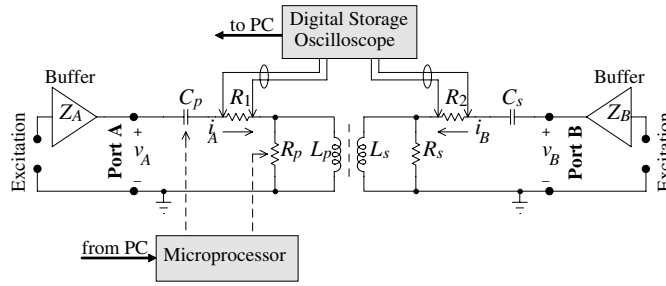 to PC
Digital Storage
Oscilloscope
Buffer
Z_A
C_p
R_1
R_2
C_s
Buffer
Z_B
Excitation
Port A
+
v_A
−
i_A
R_p
L_p
L_s
R_s
i_B
+
v_B
−
Port B
Excitation
from PC
Microprocessor